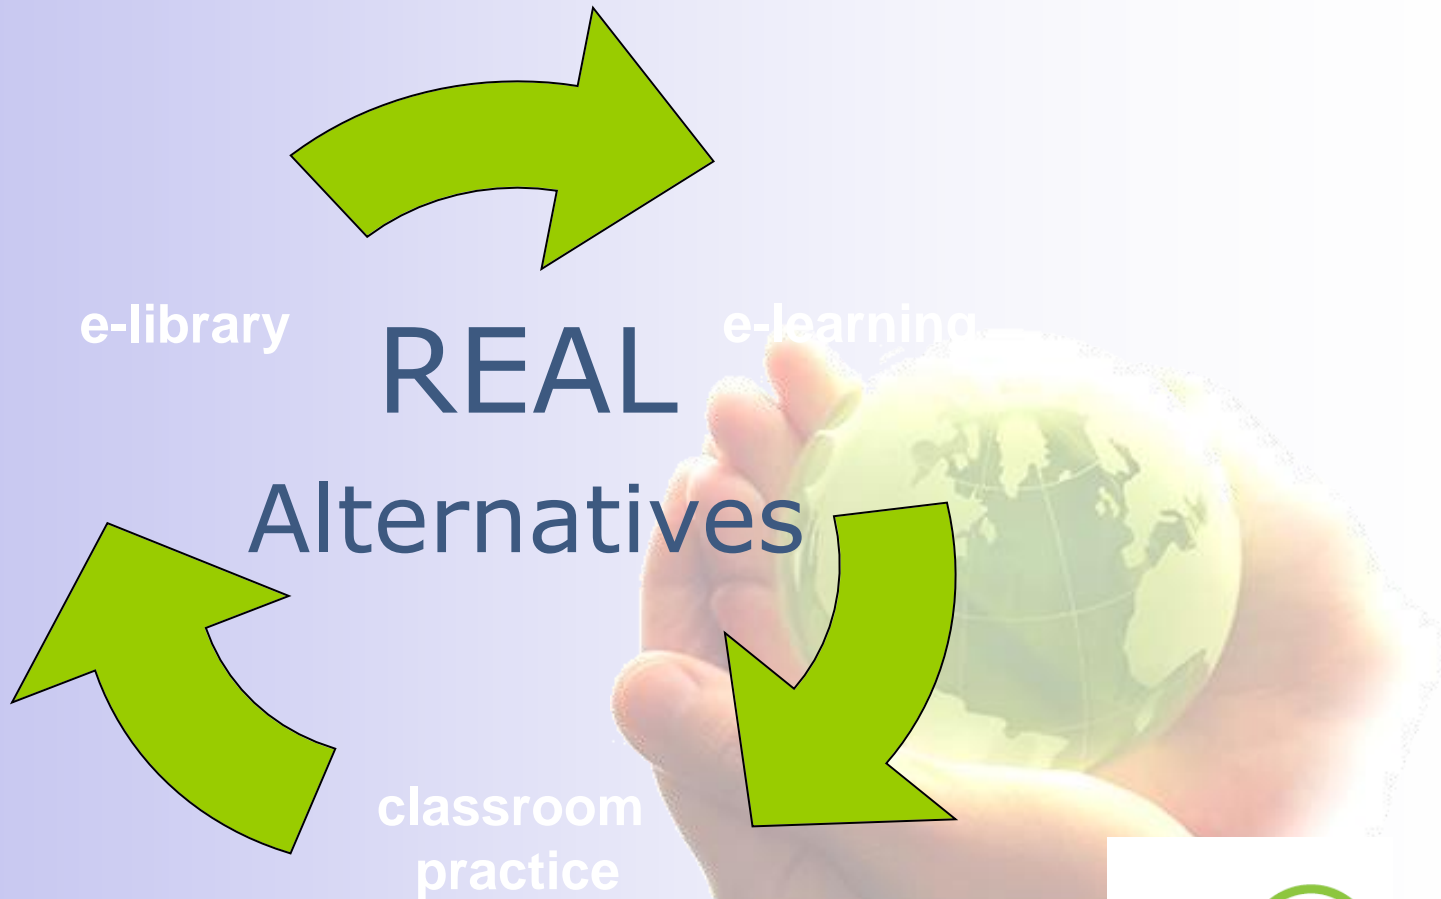 e-library
e-learning
REAL
Alternatives
classroom
practice